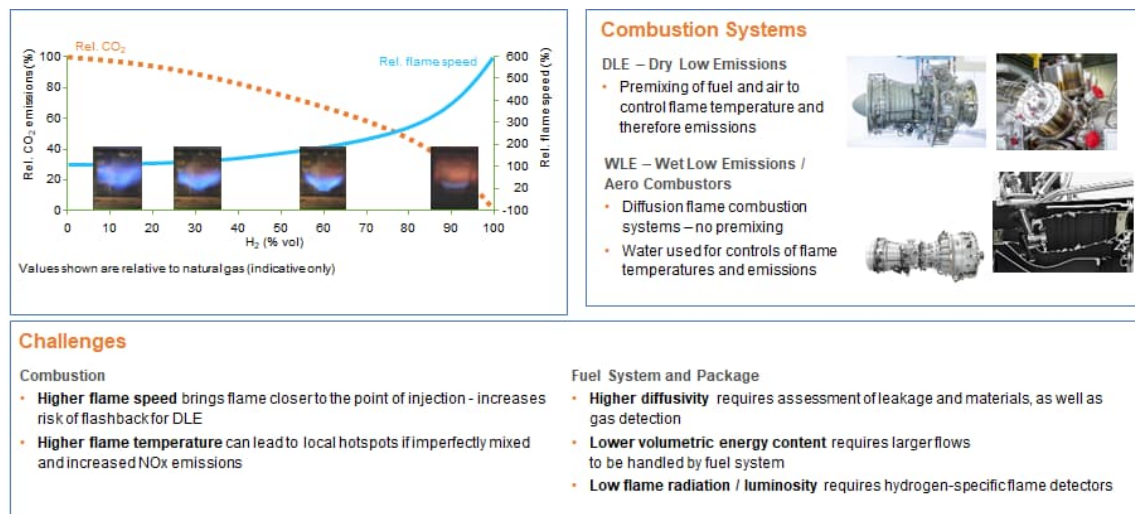 Rel. CO2
Rel. flame speed
Rel. CO2 emissions (%)
100
80
60
40
20
0
Rel. flame speed (%)
600
400
300
200
100
20
-100
0 10 20 30 40 50 60 70 80 90 100
H2 (% vol)
Values shown are relative to natural gas (indicative only)
Combustion Systems
DLE – Dry Low Emissions
• Premixing of fuel and air to
control flame temperature and
therefore emissions
WLE – Wet Low Emissions /
Aero Combustors
• Diffusion flame combustion
systems – no premixing
• Water used for controls of flame
temperatures and emissions
Challenges
Combustion
• Higher flame speed brings flame closer to the point of injection - increases
risk of flashback for DLE
• Higher flame temperature can lead to local hotspots if imperfectly mixed
and increased NOx emissions
Fuel System and Package
• Higher diffusivity requires assessment of leakage and materials, as well as
gas detection
• Lower volumetric energy content requires larger flows
to be handled by fuel system
• Low flame radiation / luminosity requires hydrogen-specific flame detectors